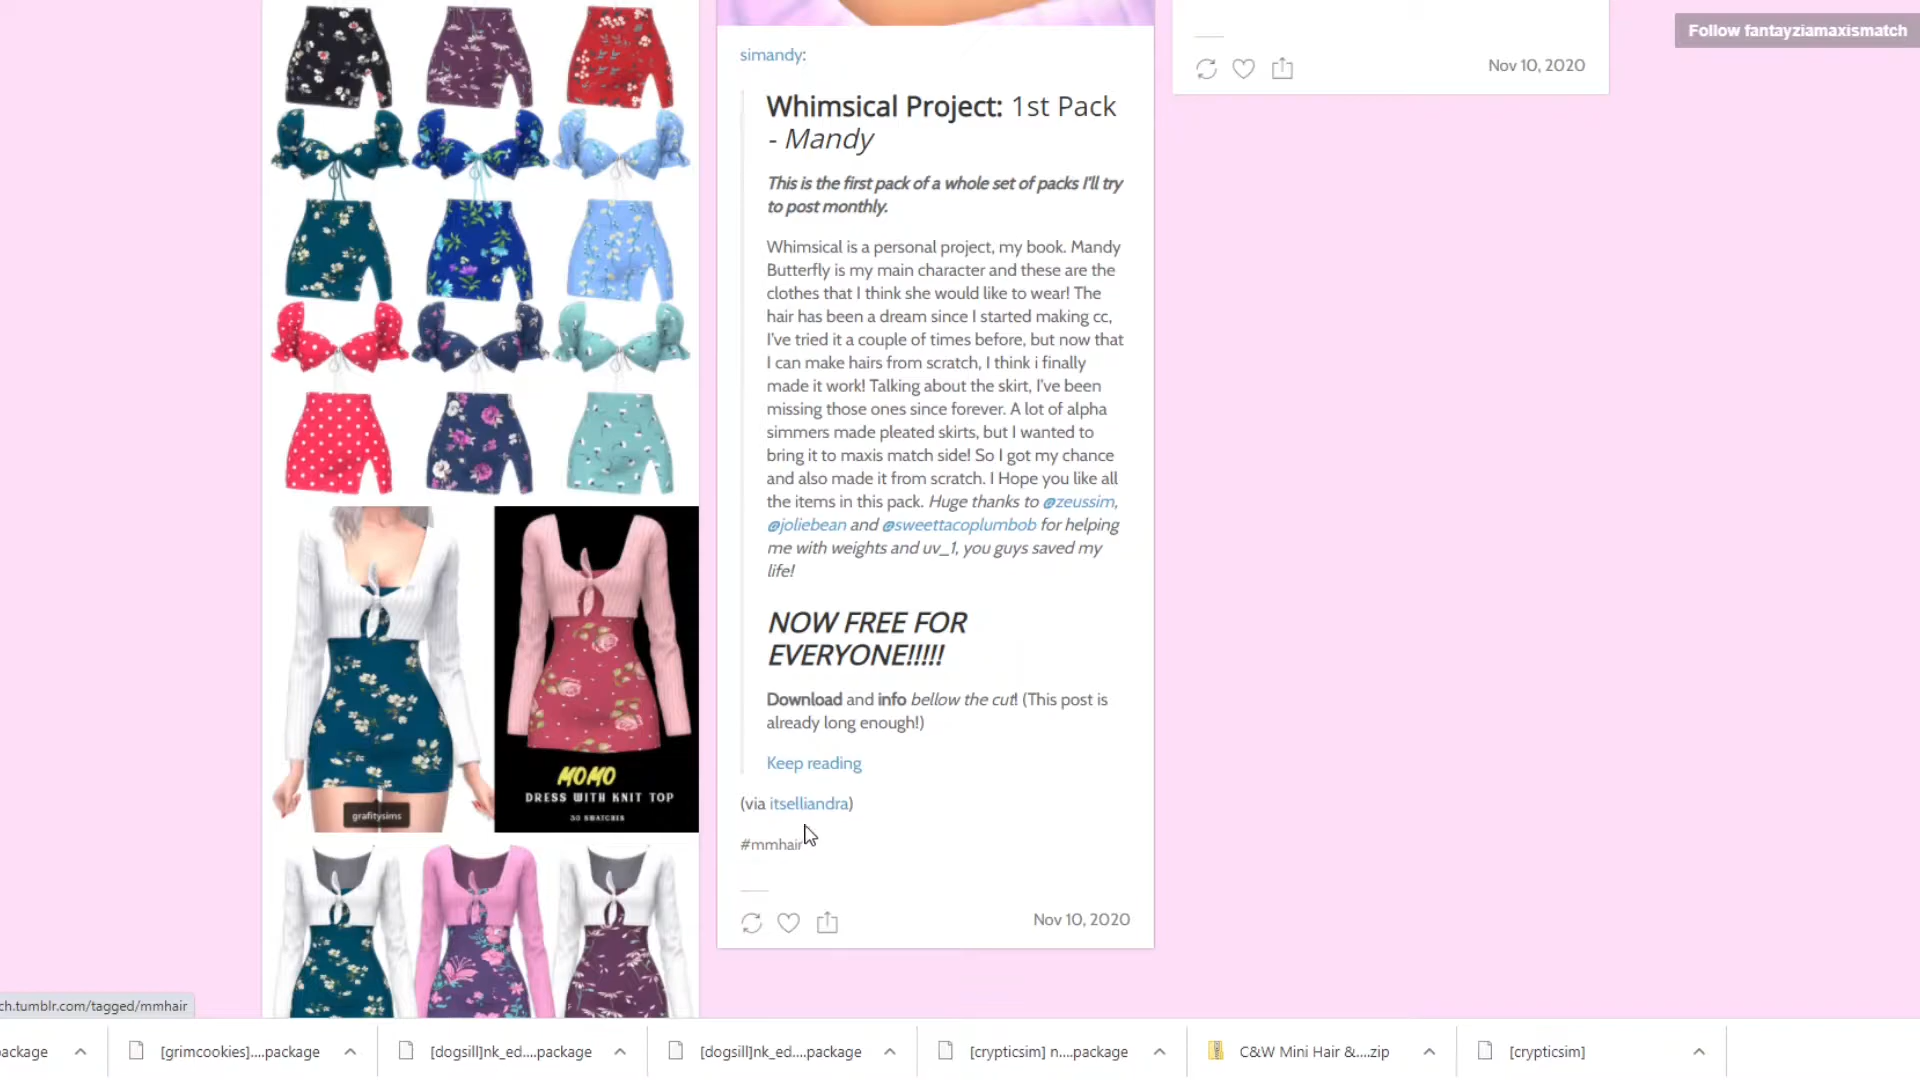 grafitysims
MOMO
DRESS WITH KNIT TOP
30 SWATCHES
simandy:
Whimsical Project: 1st Pack
- Mandy
This is the first pack of a whole set of packs I'll try
to post monthly.
Whimsical is a personal project, my book. Mandy
Butterfly is my main character and these are the
clothes that I think she would like to wear! The
hair has been a dream since I started making cc,
I've tried it a couple of times before, but now that
I can make hairs from scratch, I think i finally
made it work! Talking about the skirt, I've been
missing those ones since forever. A lot of alpha
simmers made pleated skirts, but I wanted to
bring it to maxis match side! So I got my chance
and also made it from scratch. I Hope you like all
the items in this pack. Huge thanks to @zeussim,
@joliebean and @sweettacoplumbob for helping
me with weights and uv_1, you guys saved my
life!
NOW FREE FOR
EVERYONE!!!!!
Download and info bellow the cut! (This post is
already long enough!)
Keep reading
(via itselliandra)
#mmhair
Nov 10, 2020
Nov 10, 2020
Follow fantayziamaxismatch
ch.tumblr.com/tagged/mmhair
ackage
[grimcookies]....package
[dogsill]nk_ed....package
[dogsill]nk_ed....package
[crypticsim] n....package
C&W Mini Hair &....zip
[crypticsim]